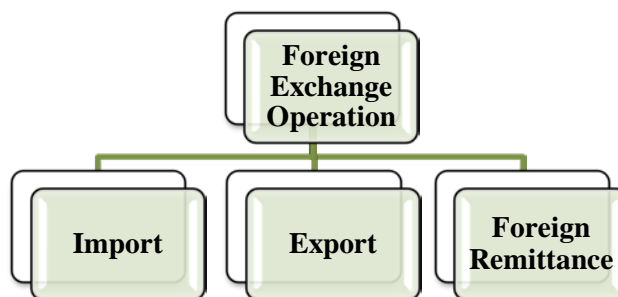 Foreign
Exchange
Operation
Import
Export
Foreign
Remittance